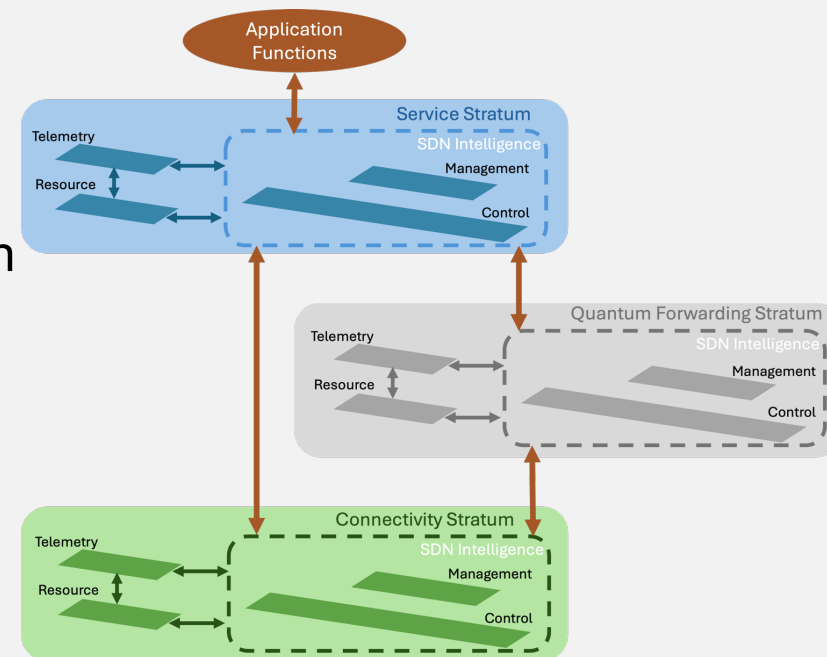 Application
Functions
Service Stratum
SDN Intelligence
Telemetry
Management
Resource
Control
n
Quantum Forwarding Stratum
SDN Intelligence
Telemetry
Management
Resource
Control
Connectivity Stratum
SDN Intelligence
Telemetry
Management
Resource
Control